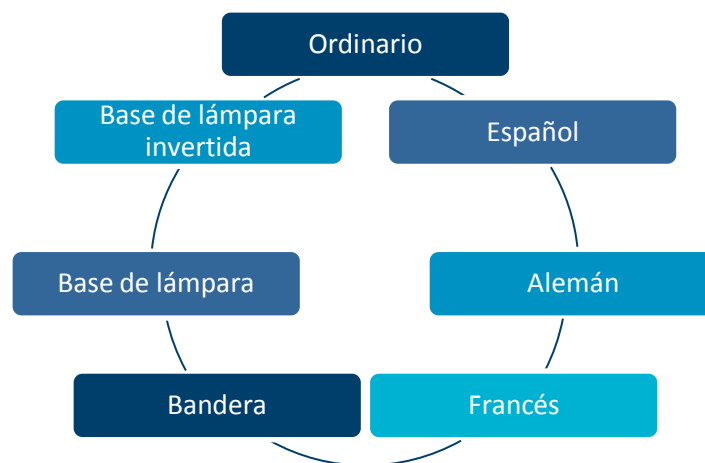 Ordinario
Base de lámpara
invertida
Español
Base de lámpara
Alemán
Bandera
Francés